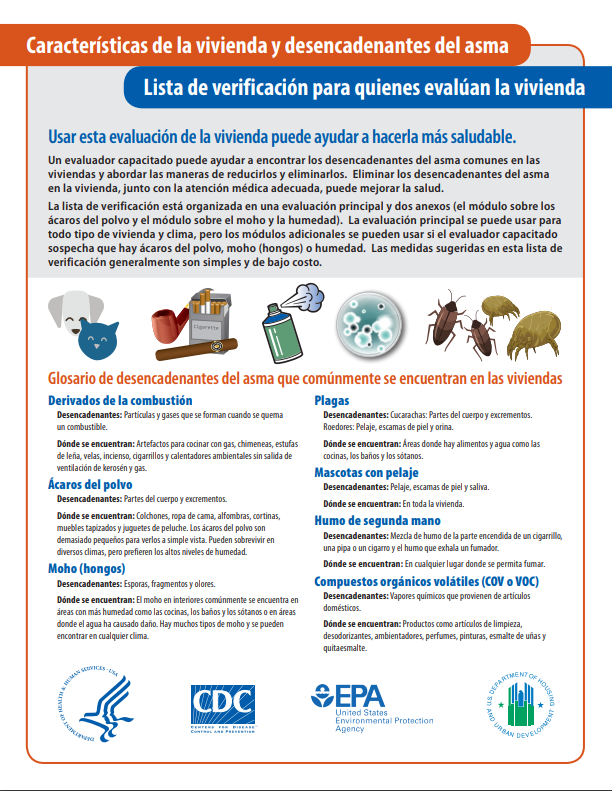 Características de la vivienda y desencadenantes del asma
Lista de verificación para quienes evalúan la vivienda
Usar esta evaluación de la vivienda puede ayudar a hacerla más saludable.
Un evaluador capacitado puede ayudar a encontrar los desencadenantes del asma comunes en las
viviendas y abordar las maneras de reducirlos y eliminarlos. Eliminar los desencadenantes del asma
en la vivienda, junto con la atención médica adecuada, puede mejorar la salud.
La lista de verificación está organizada en una evaluación principal y dos anexos (el módulo sobre los
ácaros del polvo y el módulo sobre el moho y la humedad). La evaluación principal se puede usar para
todo tipo de vivienda y clima, pero los módulos adicionales se pueden usar si el evaluador capacitado
sospecha que hay ácaros del polvo, moho (hongos) o humedad. Las medidas sugeridas en esta lista de
verificación generalmente son simples y de bajo costo.
Cigarette
Glosario de desencadenantes del asma que comúnmente se encuentran en las viviendas
Derivados de la combustión
Desencadenantes: Partículas y gases que se forman cuando se quema
un combustible.
Dónde se encuentran: Artefactos para cocinar con gas, chimeneas, estufas
de leña, velas, incienso, cigarrillos y calentadores ambientales sin salida de
ventilación de kerosén y gas.
Ácaros del polvo
Desencadenantes: Partes del cuerpo y excrementos.
Dónde se encuentran: Colchones, ropa de cama, alfombras, cortinas,
muebles tapizados y juguetes de peluche. Los ácaros del polvo son
demasiado pequeños para verlos a simple vista. Pueden sobrevivir en
diversos climas, pero prefieren los altos niveles de humedad.
Moho (hongos)
Desencadenantes: Esporas, fragmentos y olores.
Dónde se encuentran: El moho en interiores comúnmente se encuentra en
áreas con más humedad como las cocinas, los baños y los sótanos o en áreas
donde el agua ha causado daño. Hay muchos tipos de moho y se pueden
encontrar en cualquier clima.
Plagas
Desencadenantes: Cucarachas: Partes del cuerpo y excrementos.
Roedores: Pelaje, escamas de piel y orina.
Dónde se encuentran: Áreas donde hay alimentos y agua como las
cocinas, los baños y los sótanos.
Mascotas con pelaje
Desencadenantes: Pelaje, escamas de piel y saliva.
Dónde se encuentran: En toda la vivienda.
Humo de segunda mano
Desencadenantes: Mezcla de humo de la parte encendida de un cigarrillo,
una pipa o un cigarro y el humo que exhala un fumador.
Dónde se encuentran: En cualquier lugar donde se permita fumar.
Compuestos orgánicos volátiles (COV o VOC)
Desencadenantes: Vapores químicos que provienen de artículos
domésticos.
Dónde se encuentran: Productos como artículos de limpieza,
desodorizantes, ambientadores, perfumes, pinturas, esmalte de uñas y
quitaesmalte.
DEPARTMENT OF HEALTH & HUMAN SERVICES · USA
CDC
CENTERS FOR DISEASE
CONTROL AND PREVENTION
EPA
United States
Environmental Protection
Agency
U.S. DEPARTMENT OF HOUSING
AND URBAN DEVELOPMENT